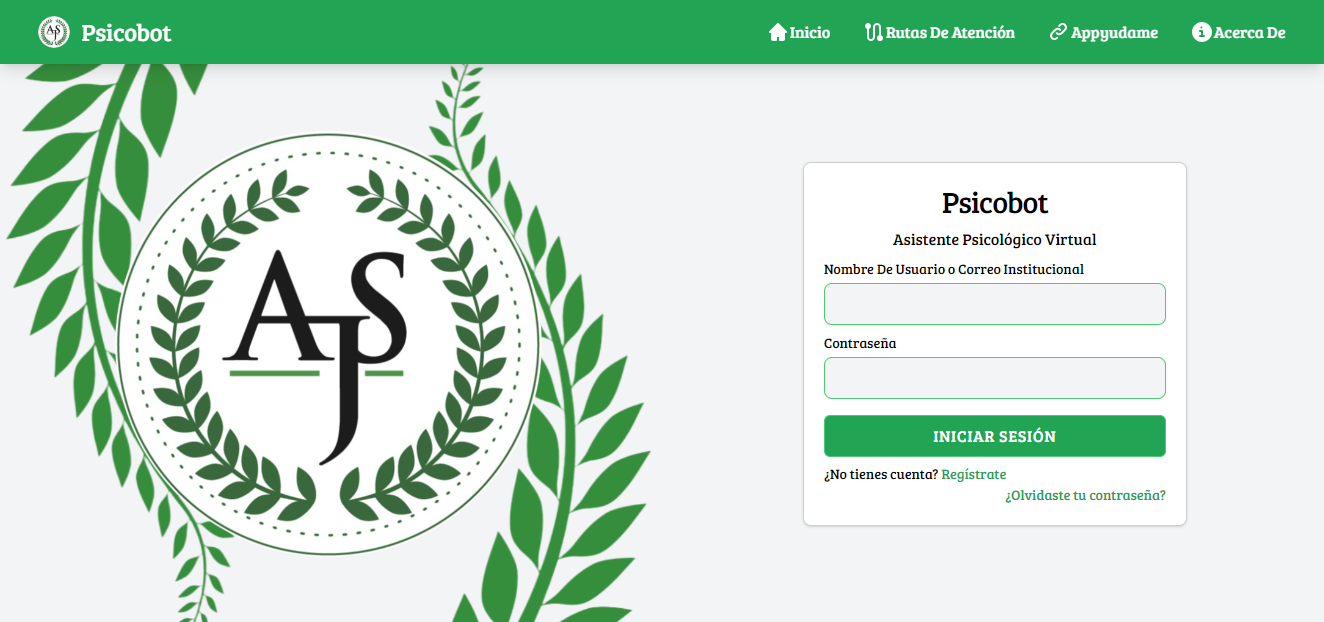 AJS Psicobot Inicio Rutas De Atención Appyudame Acerca De
AJS
Psicobot
Asistente Psicológico Virtual
Nombre De Usuario o Correo Institucional
Contraseña
INICIAR SESIÓN
¿No tienes cuenta? Regístrate
¿Olvidaste tu contraseña?